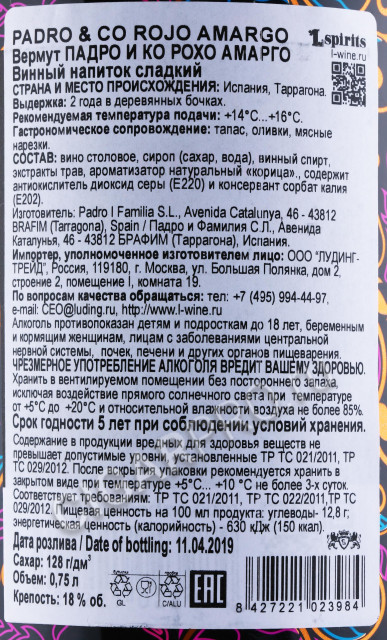 PADRO & CO ROJO AMARGO
Lspirits
l-wine.ru
Вермут ПАДРО И КО РОХО АМАРГО
Винный напиток сладкий
СТРАНА И МЕСТО ПРОИСХОЖДЕНИЯ: Испания, Таррагона.
Выдержка: 2 года в деревянных бочках.
Рекомендуемая температура подачи: +14°С...+16°С.
Гастрономическое сопровождение: тапас, оливки, мясные
нарезки.
СОСТАВ: вино столовое, сироп (сахар, вода), винный спирт,
экстракты трав, ароматизатор натуральный «корица»., содержит
антиокислитель диоксид серы (Е220) и консервант сорбат калия
(Е202).
Изготовитель: Padro I Familia S.L., Avenida Catalunya, 46 - 43812
BRAFIM (Tarragona), Spain / Падро и Фамилия С.Л., Авенида
Каталунья, 46 - 43812 БРАФИМ (Таррагона), Испания.
Импортер, уполномоченное изготовителем лицо: ООО "ЛУДИНГ-
ТРЕЙД", Россия, 119180, г. Москва, ул. Большая Полянка, дом 2,
строение 2, помещение I, комната 19.
По вопросам качества обращаться: тел: +7 (495) 994-44-97,
e-mail: CEO@luding.ru, http://www.l-wine.ru
Алкоголь противопоказан детям и подросткам до 18 лет, беременным
и кормящим женщинам, лицам с заболеваниями центральной
нервной системы, почек, печени и других органов пищеварения.
ЧРЕЗМЕРНОЕ УПОТРЕБЛЕНИЕ АЛКОГОЛЯ ВРЕДИТ ВАШЕМУ ЗДОРОВЬЮ.
Хранить в вентилируемом помещении без постороннего запаха,
исключая воздействие прямого солнечного света при температуре
от +5°С до +20°С и относительной влажности воздуха не более 85%.
Срок годности 5 лет при соблюдении условий хранения.
Содержание в продукции вредных для здоровья веществ не
превышает допустимые уровни, установленные ТР ТС 021/2011, ТР
ТС 029/2012. После вскрытия упаковки рекомендуется хранить в
закрытом виде при температуре +5°С... +10 °С не более 3-х суток.
Соответствует требованиям ТР ТС 021/2011, ТР ТС 022/2011,ТР ТС
029/2012. Пищевая ценность на 100 мл продукта: углеводы- 12,8 г;
энергетическая ценность (калорийность) - 630 кДж (150 ккал).
Дата розлива / Date of bottling: 11.04.2019
Сахар: 128 г/дм³
Объем: 0,75 л
Крепость: 18 % об.
GL
C/ALU
EAC
8 427221 023984